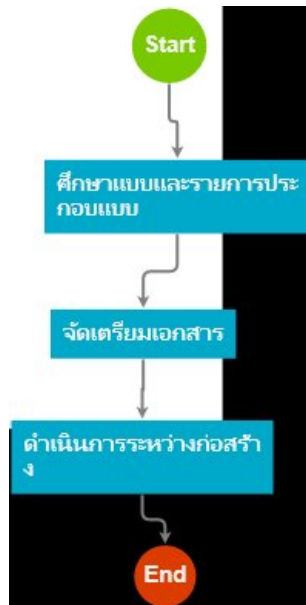 Start
ศึกษาแบบและรายการประ
กอบแบบ
จัดเตรียมเอกสาร
ดำเนินการระหว่างก่อสร้า
ง
End